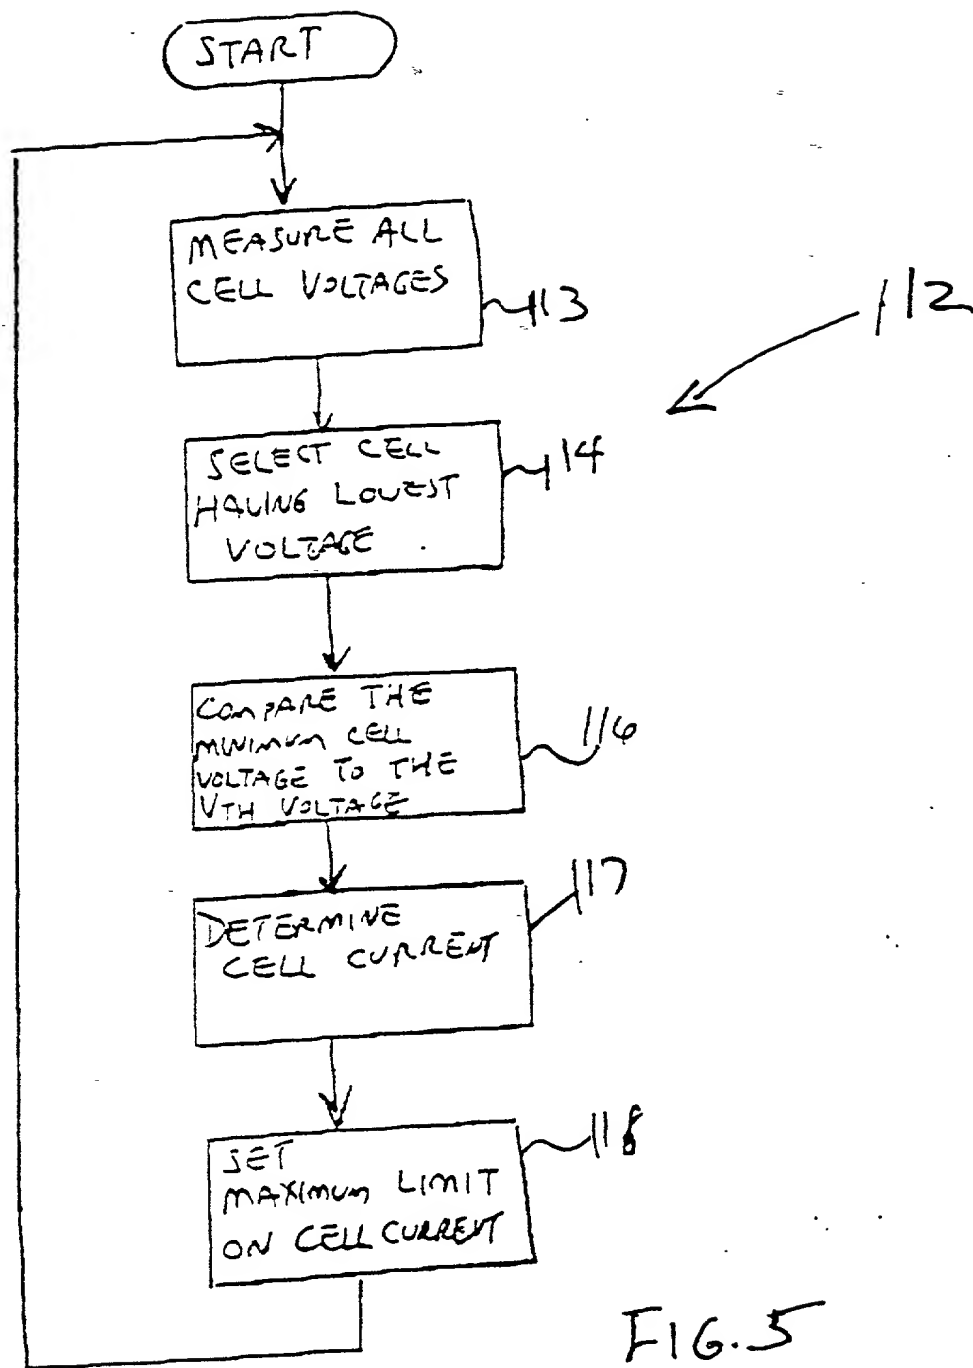 START
MEASURE ALL
CELL VOLTAGES
113
112
SELECT CELL
HAVING LOWEST
VOLTAGE
114
COMPARE THE
MINIMUM CELL
VOLTAGE TO THE
VTH VOLTAGE
116
DETERMINE
CELL CURRENT
117
SET
MAXIMUM LIMIT
ON CELL CURRENT
118
FIG. 5